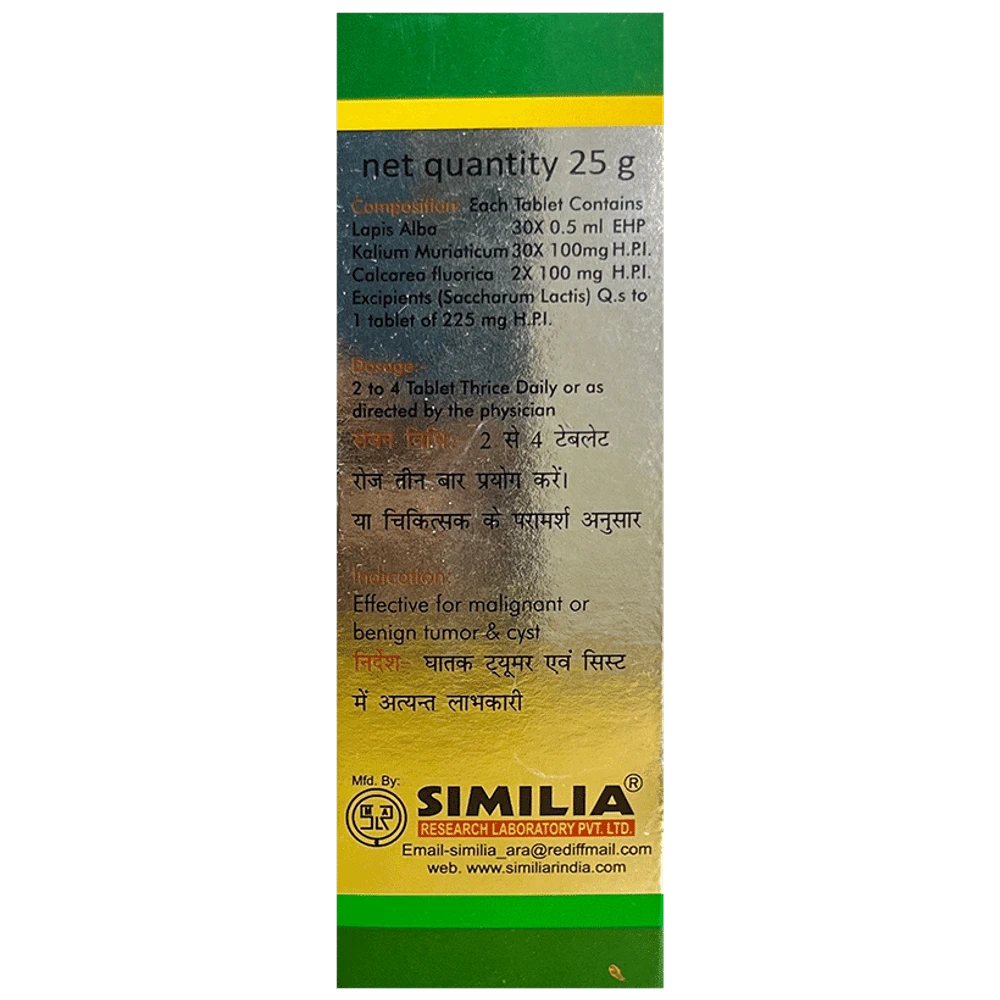 net quantity 25 g
Composition: Each Tablet Contains
Lapis Alba 30X 0.5 ml EHP
Kalium Muriaticum 30X 100mg H.P.I.
Calcarea fluorica 2X 100 mg H.P.I.
Excipients (Saccharum Lactis) Q.s to
1 tablet of 225 mg H.P.I.
Dosage:-
2 to 4 Tablet Thrice Daily or as
directed by the physician
सेवन विधि:- 2 से 4 टेबलेट
रोज तीन बार प्रयोग करें।
या चिकित्सक के परामर्श अनुसार
Indication:
Effective for malignant or
benign tumor & cyst
निर्देश- घातक ट्यूमर एवं सिस्ट
में अत्यन्त लाभकारी
Mfd. By:
SIMILIA®
RESEARCH LABORATORY PVT. LTD.
Email-similia_ara@rediffmail.com
web. www.similiarindia.com